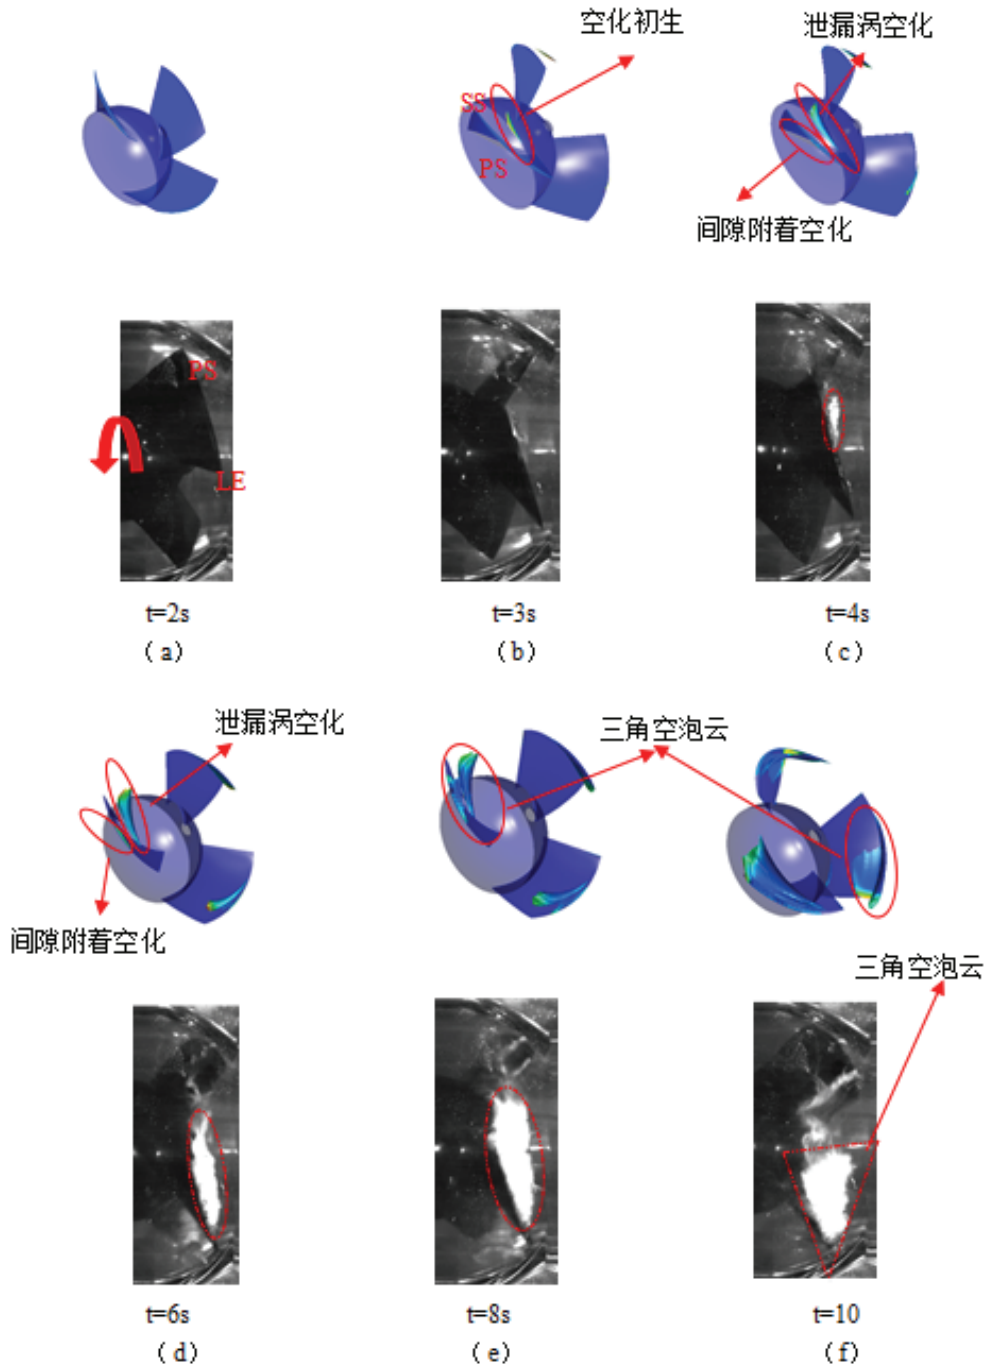 空化初生
泄漏涡空化
SS
PS
间隙附着空化
PS
LE
t=2s
t=3s
t=4s
（a）
（b）
（c）
泄漏涡空化
三角空泡云
间隙附着空化
三角空泡云
t=6s
t=8s
t=10
（d）
（e）
（f）